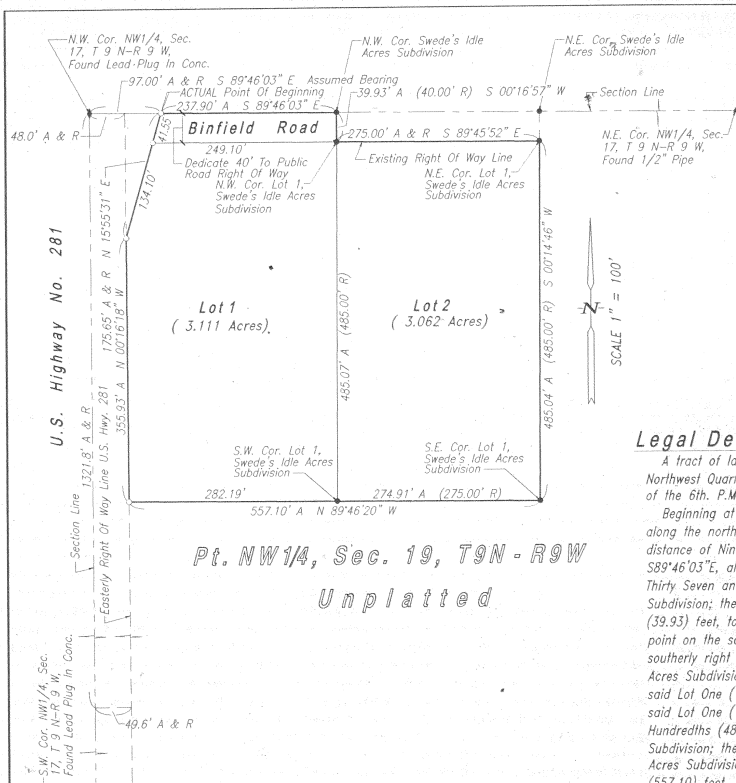 N.W. Cor. NW1/4, Sec.
17, T 9 N-R 9 W,
Found Lead Plug In Conc.
N.W. Cor. Swede's Idle
Acres Subdivision
N.E. Cor. Swede's Idle
Acres Subdivision
97.00' A & R S 89°46'03" E Assumed Bearing
ACTUAL Point Of Beginning
237.90' A S 89°46'03" E
39.93' A (40.00' R) S 00°16'57" W
Section Line
48.0' A & R
41.55'
Binfield Road
275.00' A & R S 89°45'52" E
N.E. Cor. NW1/4, Sec.
17, T 9 N-R 9 W,
Found 1/2" Pipe
249.10'
Existing Right Of Way Line
Dedicate 40' To Public
Road Right Of Way
N.W. Cor. Lot 1,
Swede's Idle Acres
Subdivision
N.E. Cor. Lot 1,
Swede's Idle Acres
Subdivision
134.10'
175.65' A & R N 15°55'31" E
U.S. Highway No. 281
355.93' A N 00°16'18" W
Lot 1
( 3.111 Acres)
485.07' A (485.00' R)
Lot 2
( 3.062 Acres)
485.04' A (485.00' R) S 00°14'46" W
N
SCALE 1" = 100'
S.W. Cor. Lot 1,
Swede's Idle Acres
Subdivision
S.E. Cor. Lot 1,
Swede's Idle Acres
Subdivision
282.19'
274.91' A (275.00' R)
557.10' A N 89°46'20" W
Section Line 1321.8' A & R
Easterly Right Of Way Line U.S. Hwy. 281
Pt. NW1/4, Sec. 19, T9N - R9W
Unplatted
49.6' A & R
S.W. Cor. NW1/4, Sec.
17, T 9 N-R 9 W,
Found Lead Plug In Conc.
Legal De
A tract of la
Northwest Quar
of the 6th. P.M
Beginning at
along the north
distance of Nin
S89°46'03"E, al
Thirty Seven an
Subdivision; the
(39.93) feet, to
point on the so
southerly right
Acres Subdivisio
said Lot One (
said Lot One (
Hundredths (48
Subdivision; the
Acres Subdivisi
(557.10) feet